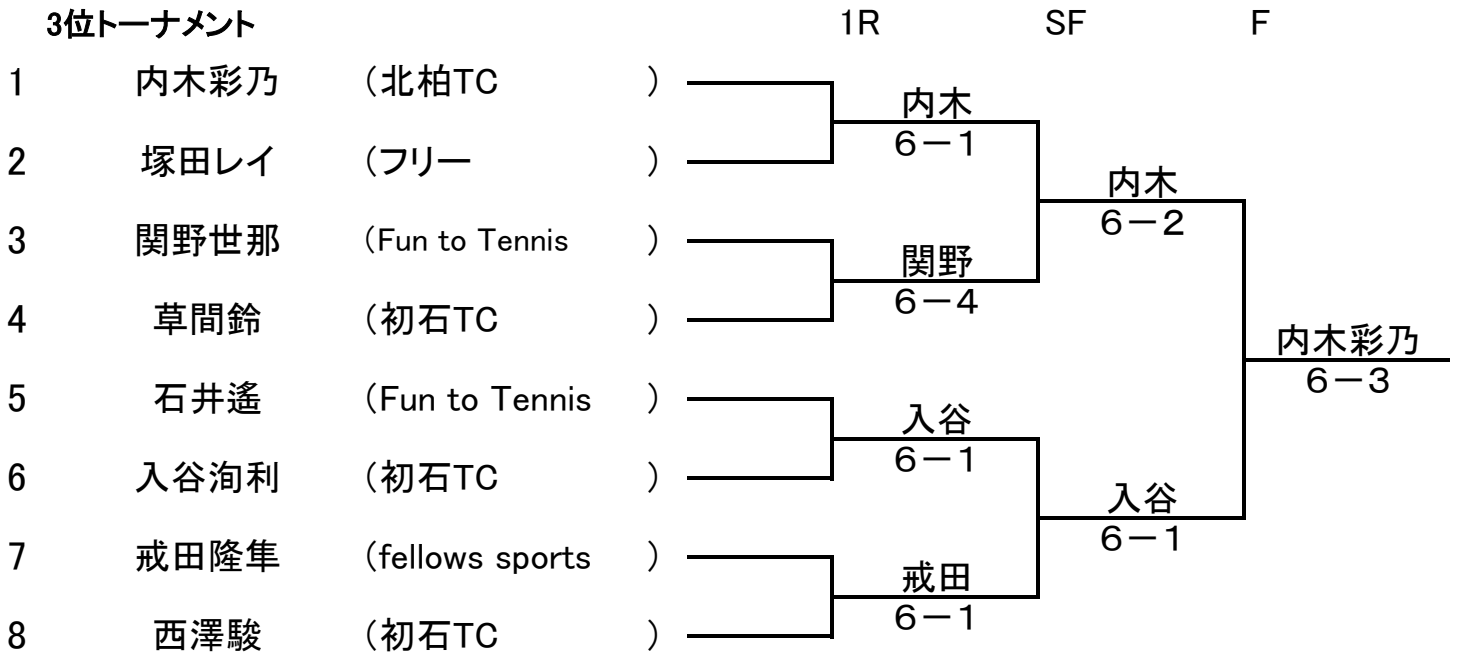 3位トーナメント 1R SF F
1 内木彩乃 (北柏TC )
内木
6-1
2 塚田レイ (フリー )
内木
6-2
3 関野世那 (Fun to Tennis )
関野
6-4
4 草間鈴 (初石TC )
内木彩乃
6-3
5 石井遙 (Fun to Tennis )
入谷
6-1
6 入谷洵利 (初石TC )
入谷
6-1
7 戒田隆隼 (fellows sports )
戒田
6-1
8 西澤駿 (初石TC )